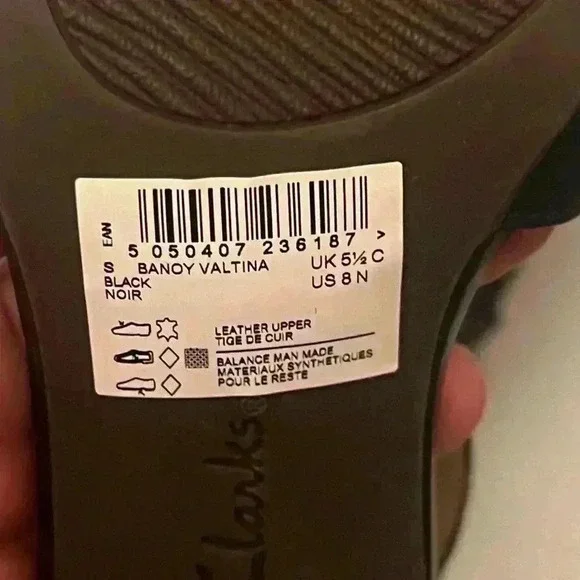 EAN
5 050407 236187 >
S BANOY VALTINA UK 5½ C
BLACK US 8 N
NOIR
LEATHER UPPER
TIGE DE CUIR
BALANCE MAN MADE
MATERIAUX SYNTHETIQUES
POUR LE RESTE
Clarks®